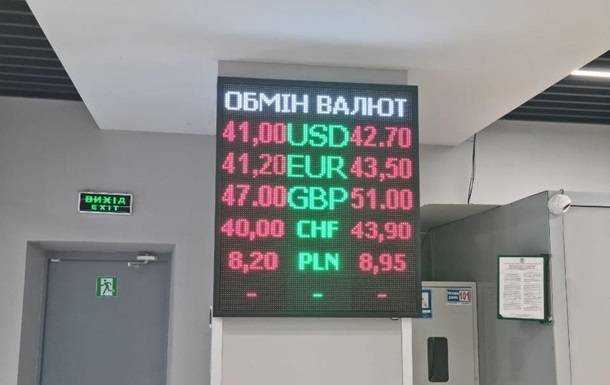 ОБМІН ВАЛЮТ
41,00 USD 42.70
41,20 EUR 43,50
47.00 GBP 51.00
40,00 CHF 43,90
8,20 PLN 8,95
- - -
ВИХІД
EXIT
101